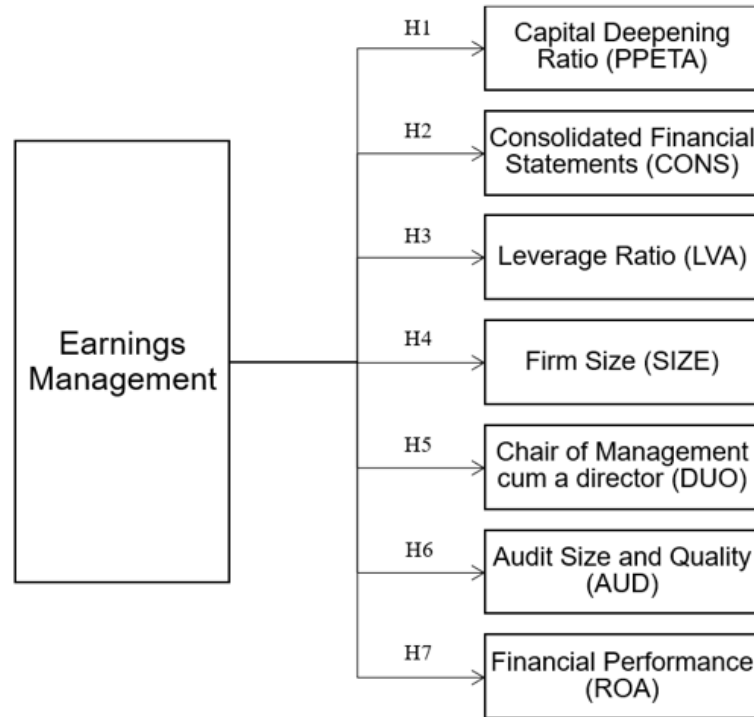 H1
Capital Deepening
Ratio (PPETA)
H2
Consolidated Financial
Statements (CONS)
H3
Leverage Ratio (LVA)
Earnings
Management
H4
Firm Size (SIZE)
H5
Chair of Management
cum a director (DUO)
H6
Audit Size and Quality
(AUD)
H7
Financial Performance
(ROA)